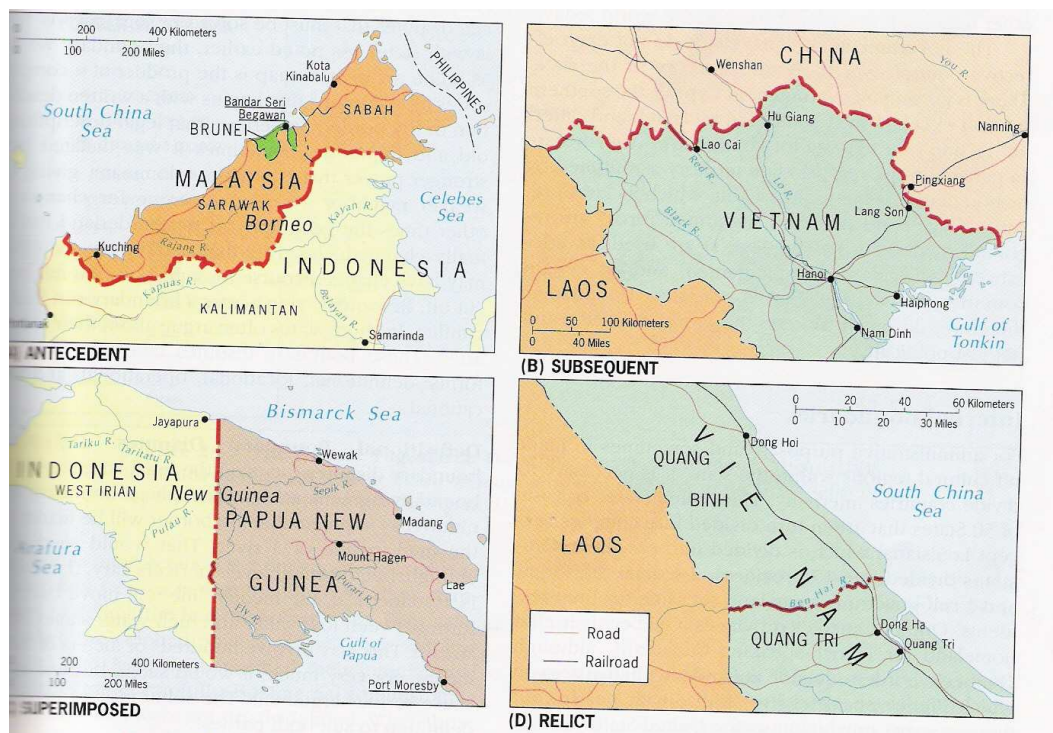 200
400 Kilometers
100
200 Miles
Kota
Kinabalu
PHILIPPINES
South China
Sea
Bandar Seri
Begawan
SABAH
BRUNEI
MALAYSIA
SARAWAK
Borneo
Celebes
Sea
Kayan R.
Kuching
Rajang R.
INDONESIA
Kapuas R.
KALIMANTAN
Belayan R.
Samarinda
ANTECEDENT
CHINA
Wenshan
You R.
Hu Giang
Nanning
Lao Cai
Pingxiang
Red R.
Lo R.
Lang Son
VIETNAM
Black R.
Hanoi
LAOS
Haiphong
0 50 100 Kilometers
0 40 Miles
Nam Dinh
Gulf of
Tonkin
(B) SUBSEQUENT
Bismarck Sea
Jayapura
Tariku R.
Taritatu R.
Wewak
INDONESIA
WEST IRIAN
New Guinea
Sepik R.
PAPUA NEW
GUINEA
Madang
Pulau R.
Arafura
Sea
Mount Hagen
Lae
Purari R.
Fly R.
Gulf of
Papua
200
400 Kilometers
100
200 Miles
Port Moresby
SUPERIMPOSED
0 20 40 60 Kilometers
0 10 20 30 Miles
Dong Hoi
QUANG
BINH
VIETNAM
South China
Sea
LAOS
Ben Hai R.
Dong Ha
QUANG TRI
Quang Tri
Road
Railroad
(D) RELICT